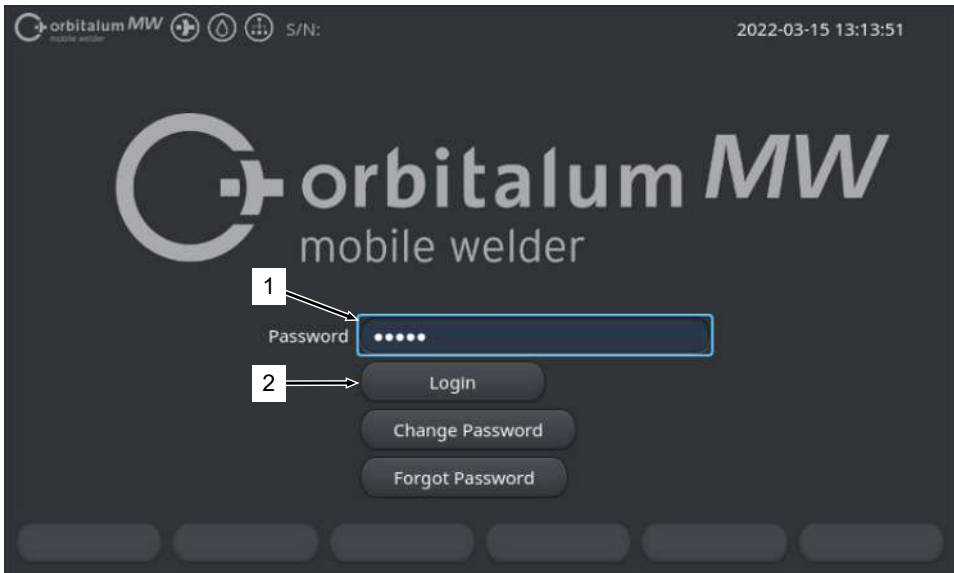 orbitalum MW S/N: 2022-03-15 13:13:51
mobile welder
orbitalum MW
mobile welder
1
Password •••••
2 Login
Change Password
Forgot Password